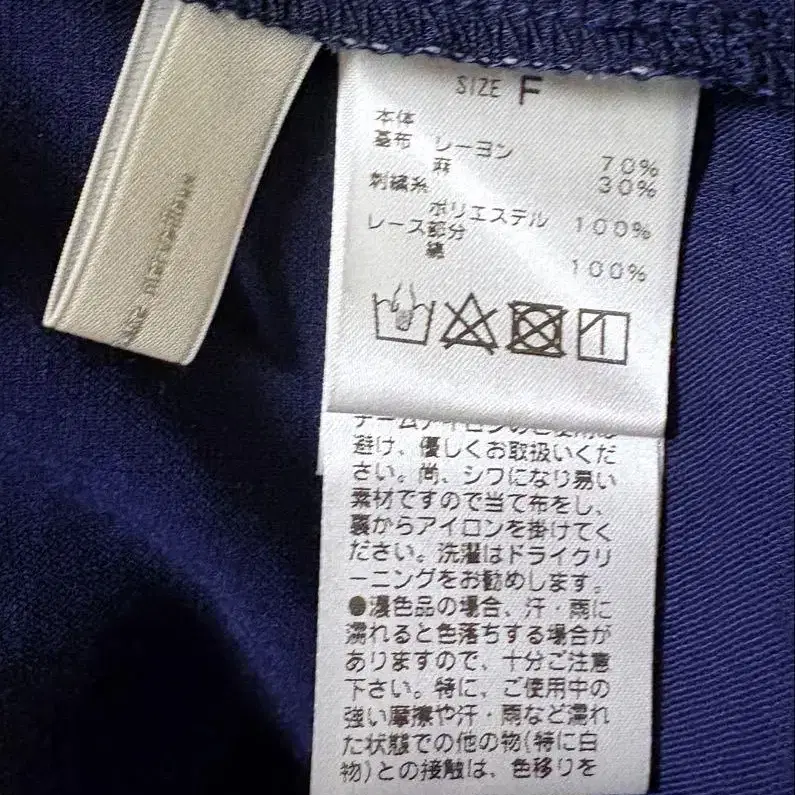 SIZE F
本体
基布 レーヨン 70%
麻 30%
刺繍糸
ポリエステル 100%
レース部分
綿 100%
避け、優しくお取扱いくだ
さい。尚、シワになり易い
素材ですので当て布をし、
裏からアイロンを掛けてく
ださい。洗濯はドライクリ
ーニングをお勧めします。
●濃色品の場合、汗・雨に
濡れると色落ちする場合が
ありますので、十分ご注意
下さい。特に、ご使用中の
強い摩擦や汗・雨など濡れ
た状態での他の物(特に白
物)との接触は、色移りを